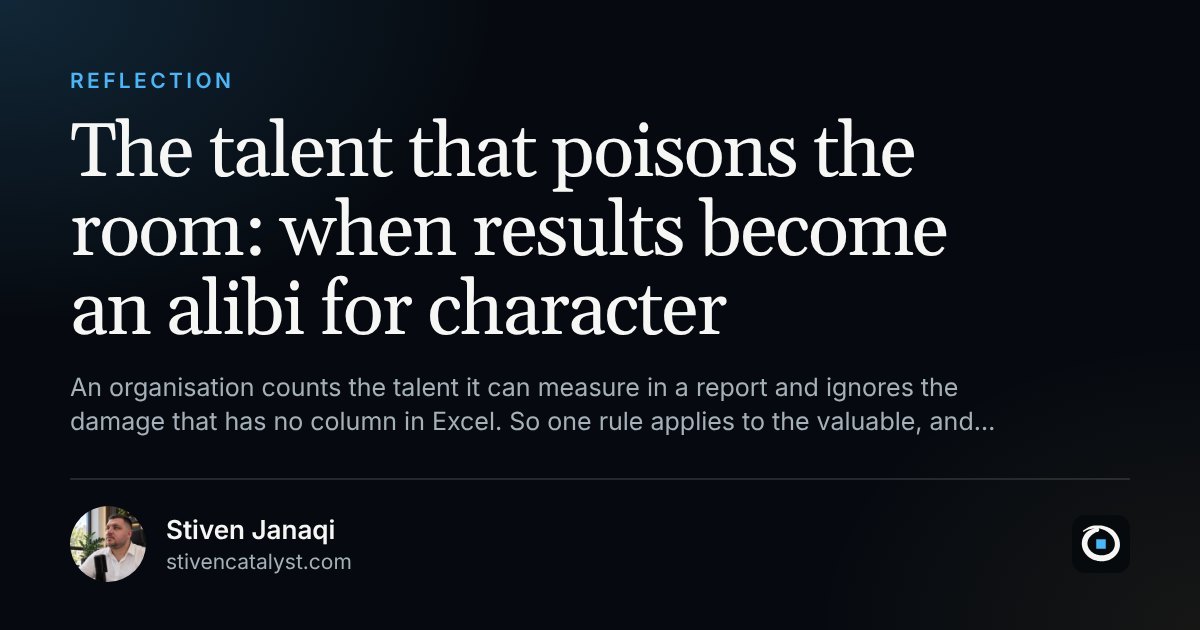 REFLECTION
The talent that poisons the
room: when results become
an alibi for character
An organisation counts the talent it can measure in a report and ignores the
damage that has no column in Excel. So one rule applies to the valuable, and...
Stiven Janaqi
stivencatalyst.com